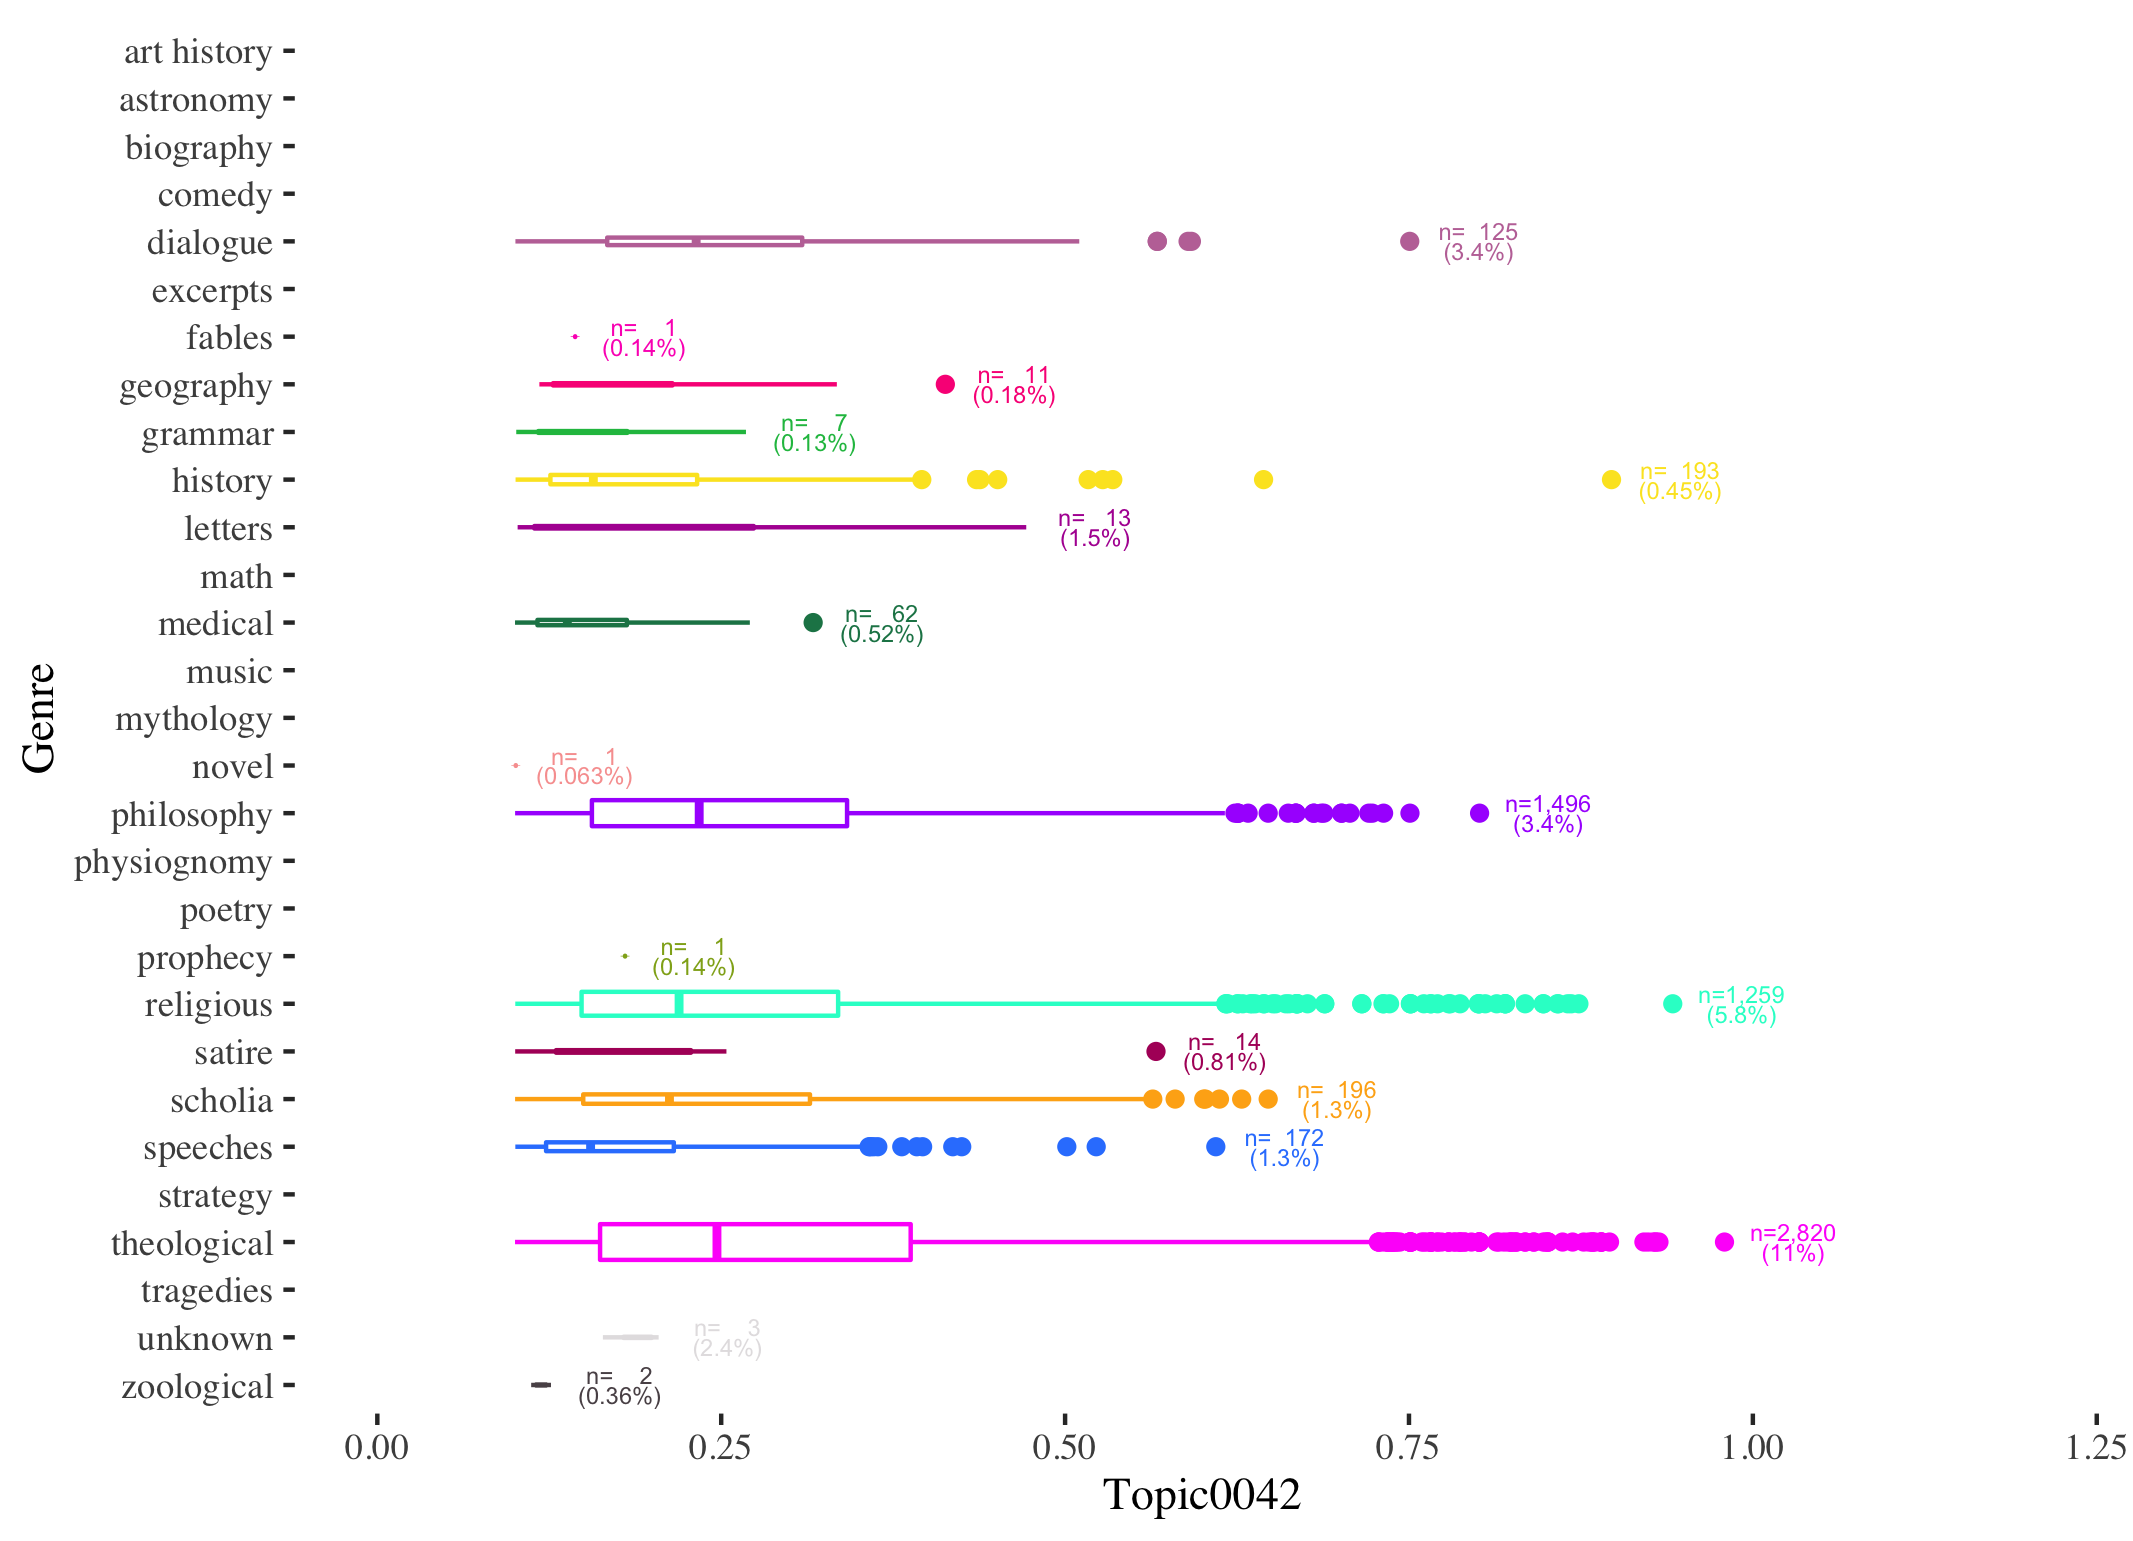 art history
astronomy
biography
comedy
dialogue
n= 125
(3.4%)
excerpts
fables
n= 1
(0.14%)
geography
n= 11
(0.18%)
grammar
n= 7
(0.13%)
history
n= 193
(0.45%)
letters
n= 13
(1.5%)
math
medical
n= 62
(0.52%)
music
mythology
novel
n= 1
(0.063%)
philosophy
n=1,496
(3.4%)
physiognomy
poetry
prophecy
n= 1
(0.14%)
religious
n=1,259
(5.8%)
satire
n= 14
(0.81%)
scholia
n= 196
(1.3%)
speeches
n= 172
(1.3%)
strategy
theological
n=2,820
(11%)
tragedies
unknown
n= 3
(2.4%)
zoological
n= 2
(0.36%)
Genre
0.00 0.25 0.50 0.75 1.00 1.25
Topic0042